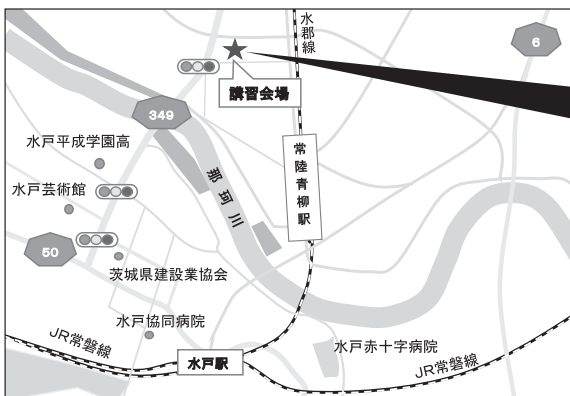 水郡線
6
講習会場
349
水戸平成学園高
常陸青柳駅
那珂川
水戸芸術館
50
茨城県建設業協会
水戸協同病院
JR常磐線
水戸駅
水戸赤十字病院
JR常磐線